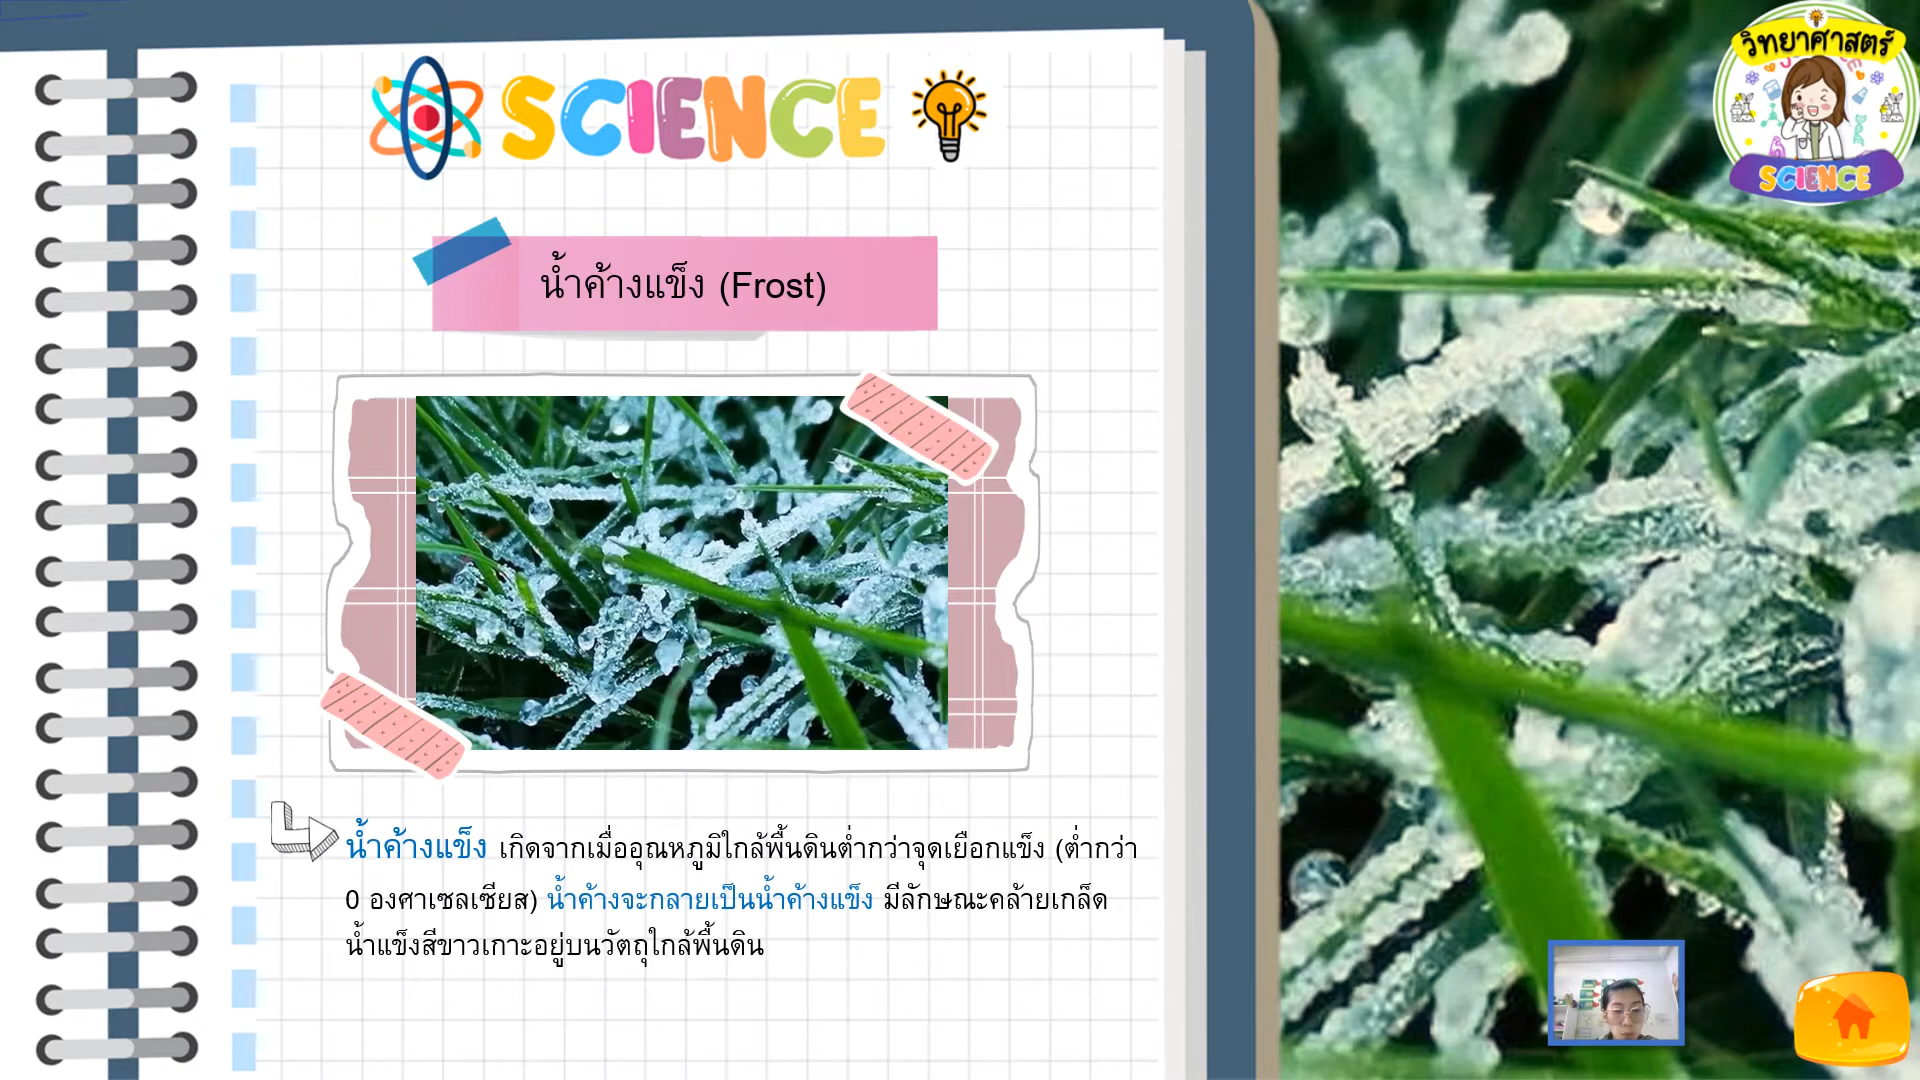 SCIENCE
วิทยาศาสตร์
SCIENCE
น้ำค้างแข็ง (Frost)
น้ำค้างแข็ง เกิดจากเมื่ออุณหภูมิใกล้พื้นดินต่ำกว่าจุดเยือกแข็ง (ต่ำกว่า
0 องศาเซลเซียส) น้ำค้างจะกลายเป็นน้ำค้างแข็ง มีลักษณะคล้ายเกล็ด
น้ำแข็งสีขาวเกาะอยู่บนวัตถุใกล้พื้นดิน